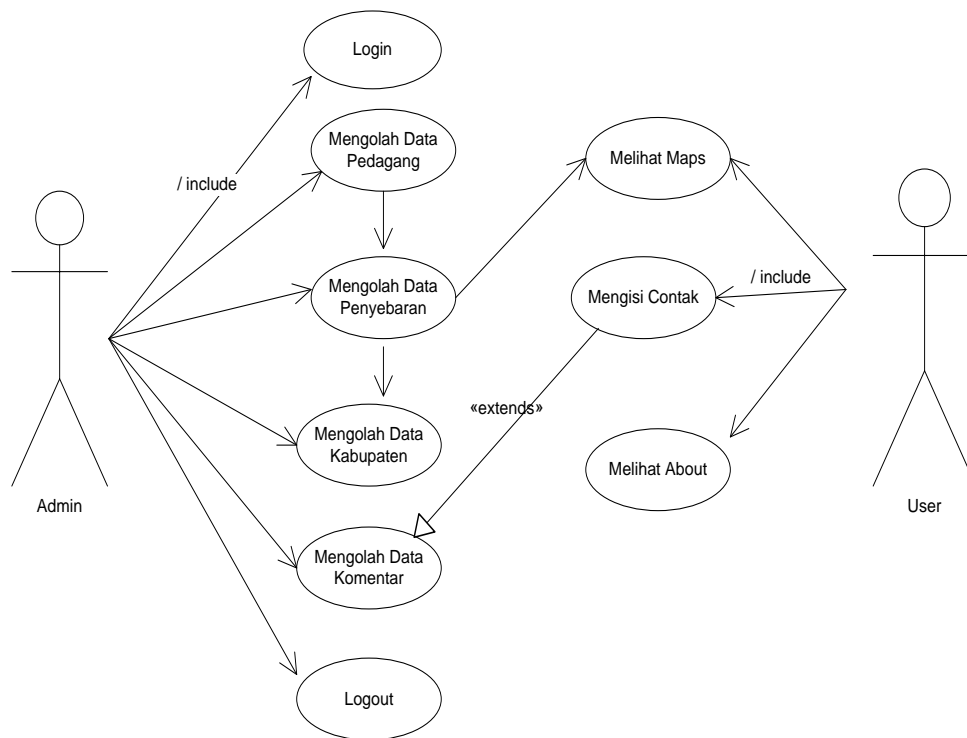 Login
Mengolah Data
Pedagang
Melihat Maps
/ include
Mengolah Data
Penyebaran
Mengisi Contak
/ include
«extends»
Mengolah Data
Kabupaten
Melihat About
Admin
User
Mengolah Data
Komentar
Logout